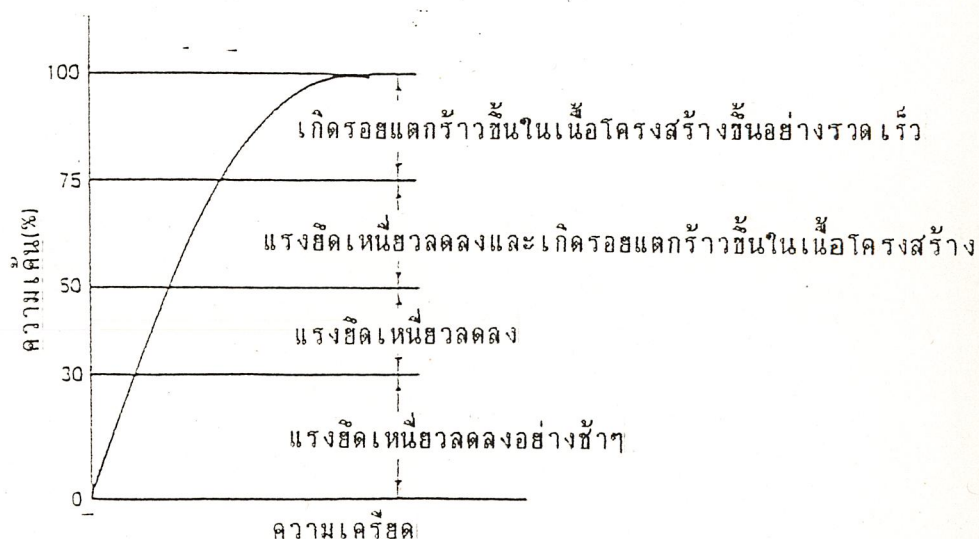 100
เกิดรอยแตกร้าวขึ้นในเนื้อโครงสร้างขึ้นอย่างรวดเร็ว
75
แรงยึดเหนี่ยวลดลงและเกิดรอยแตกร้าวขึ้นในเนื้อโครงสร้าง
50
แรงยึดเหนี่ยวลดลง
30
แรงยึดเหนี่ยวลดลงอย่างช้าๆ
0
ความเค้น(%)
ความเครียด